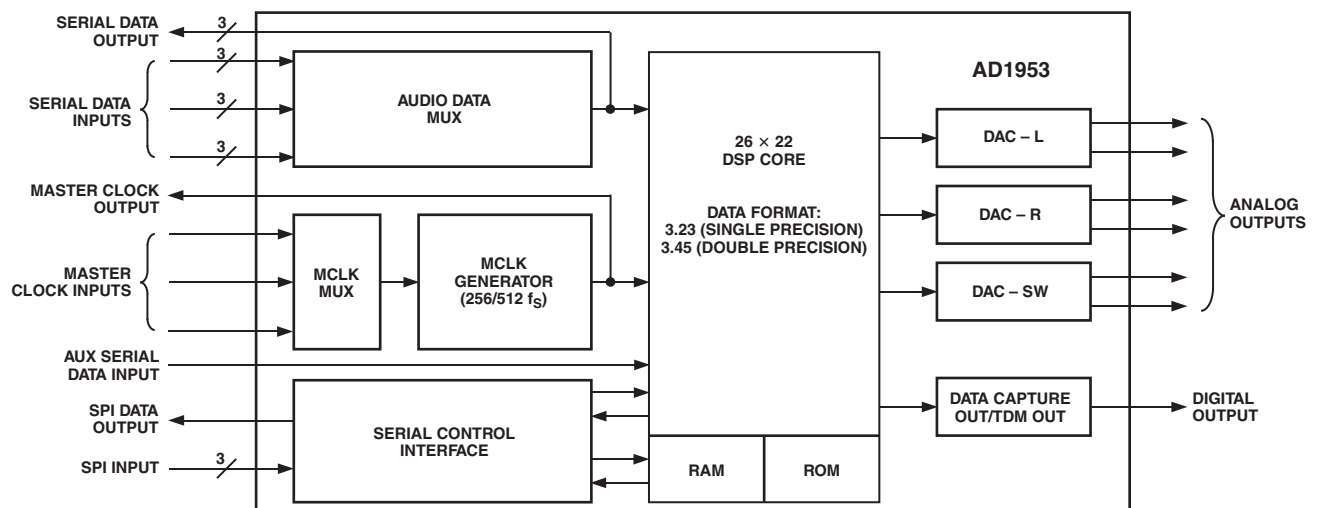 SERIAL DATA
OUTPUT
3
3
SERIAL DATA
INPUTS
3
3
AUDIO DATA
MUX
MASTER CLOCK
OUTPUT
MASTER
CLOCK INPUTS
MCLK
MUX
MCLK
GENERATOR
(256/512 fS)
AUX SERIAL
DATA INPUT
SPI DATA
OUTPUT
SPI INPUT
3
SERIAL CONTROL
INTERFACE
26 × 22
DSP CORE
DATA FORMAT:
3.23 (SINGLE PRECISION)
3.45 (DOUBLE PRECISION)
RAM
ROM
AD1953
DAC – L
DAC – R
DAC – SW
ANALOG
OUTPUTS
DATA CAPTURE
OUT/TDM OUT
DIGITAL
OUTPUT